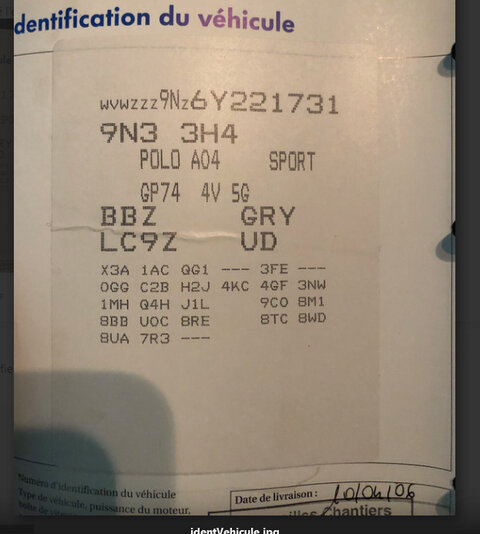 dentification du véhicule
WVWZZZ9NZ6Y221731
9N3 3H4
POLO A04 SPORT
GP74 4V 5G
BBZ GRY
LC9Z UD
X3A 1AC QG1 --- 3FE ---
0GG C2B H2J 4KC 4GF 3NW
1MH Q4H J1L 9C0 8M1
8BB U0C 8RE 8TC 8WD
8UA 7R3 ---
Numéro d'identification du véhicule
Type de véhicule, puissance du moteur,
Date de livraison : 10/04/06
Chantiers
identVehicule.jpg